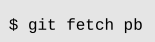 $ git fetch pb